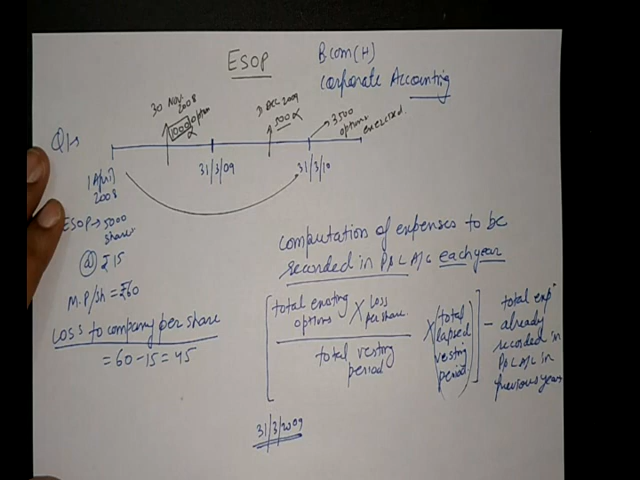 ESOP
B.com (H)
Corporate Accounting
Q1→
30 NOV. 2008
1000 option
31 DEC 2009
500
3500 options exercised.
1 April 2008
31/3/09
31/3/10
ESOP → 5000 shares
@ ₹15
M.P/Sh = ₹60
Loss to company per share
= 60 - 15 = 45
Computation of expenses to be
recorded in P&L A/c each year
total existing options × Loss per share
total vesting period
× (total lapsed vesting period)
- total exp. already recorded in P&L A/c in previous years
31/3/2009